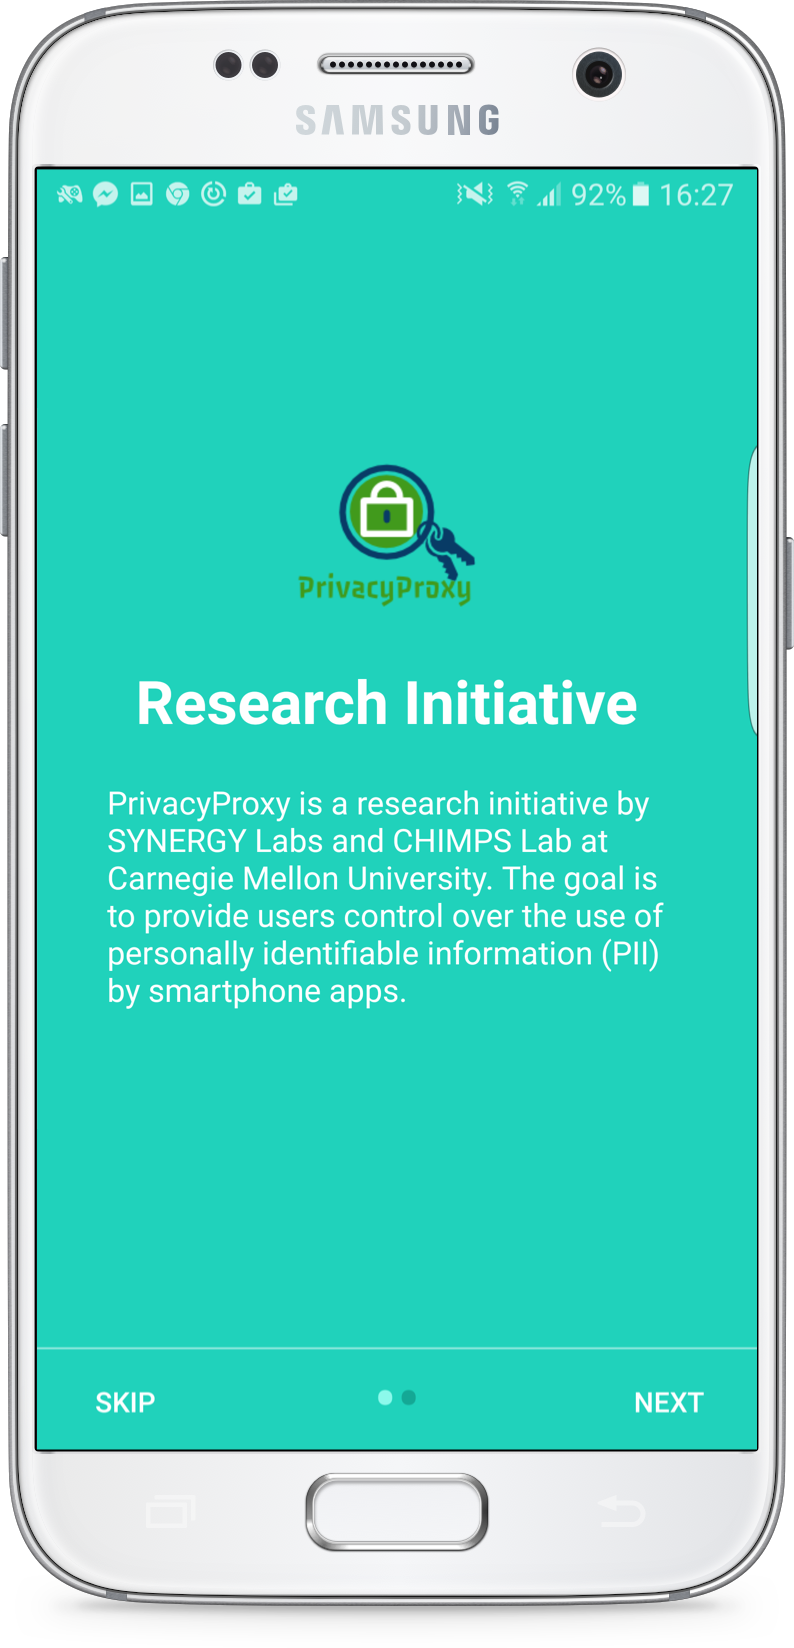 SAMSUNG
92% 16:27
PrivacyProxy
Research Initiative
PrivacyProxy is a research initiative by
SYNERGY Labs and CHIMPS Lab at
Carnegie Mellon University. The goal is
to provide users control over the use of
personally identifiable information (PII)
by smartphone apps.
SKIP NEXT